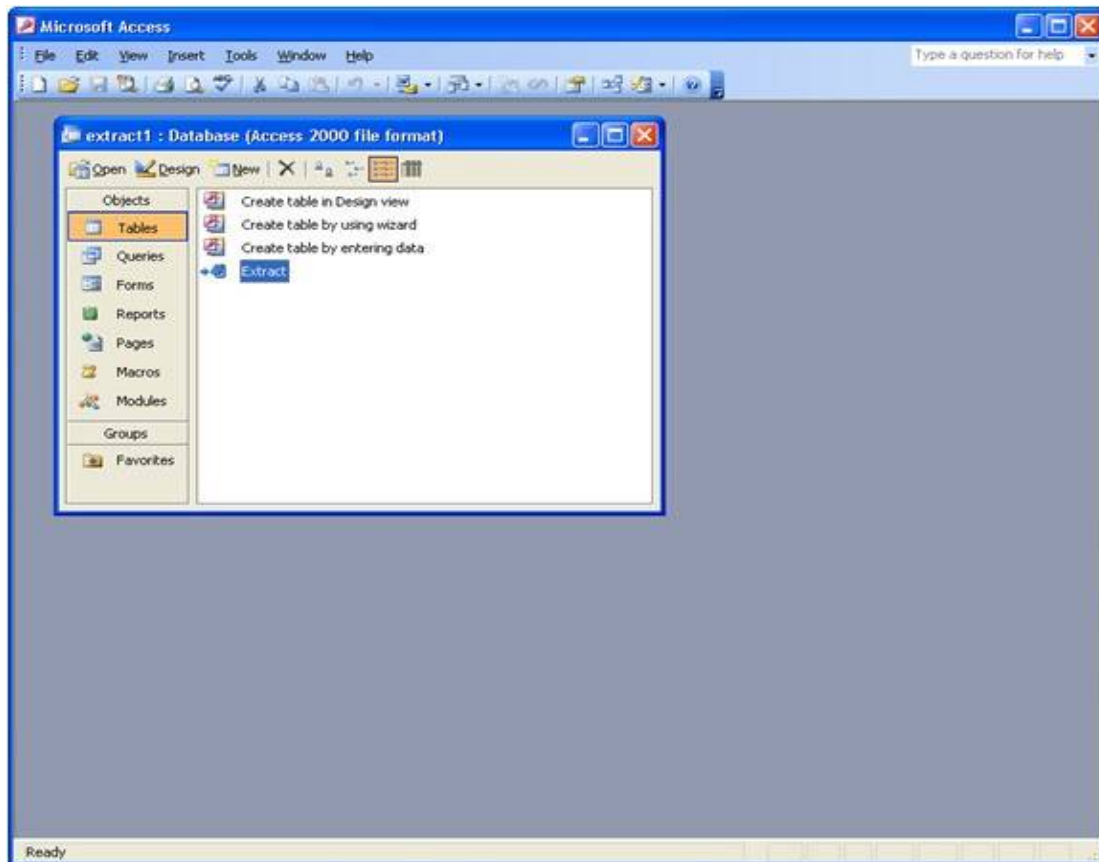 Microsoft Access
File Edit View Insert Tools Window Help
Type a question for help
extract1 : Database (Access 2000 file format)
Open Design New
Objects
Tables
Queries
Forms
Reports
Pages
Macros
Modules
Groups
Favorites
Create table in Design view
Create table by using wizard
Create table by entering data
Extract
Ready